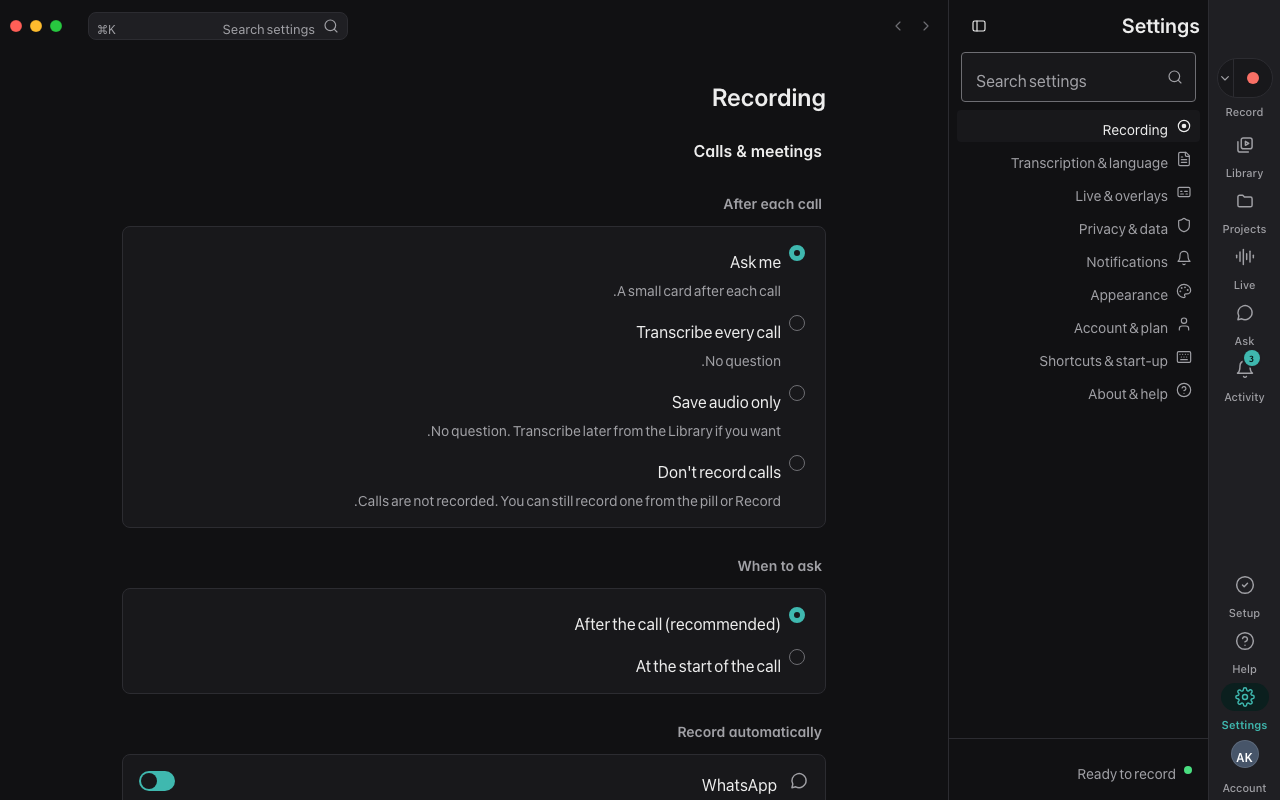 ⌘K
Search settings
Recording
Calls & meetings
After each call
Ask me
.A small card after each call
Transcribe every call
.No question
Save audio only
.No question. Transcribe later from the Library if you want
Don't record calls
.Calls are not recorded. You can still record one from the pill or Record
When to ask
After the call (recommended)
At the start of the call
Record automatically
WhatsApp
Settings
Search settings
Recording
Transcription & language
Live & overlays
Privacy & data
Notifications
Appearance
Account & plan
Shortcuts & start-up
About & help
Ready to record
Record
Library
Projects
Live
Ask
3
Activity
Setup
Help
Settings
AK
Account